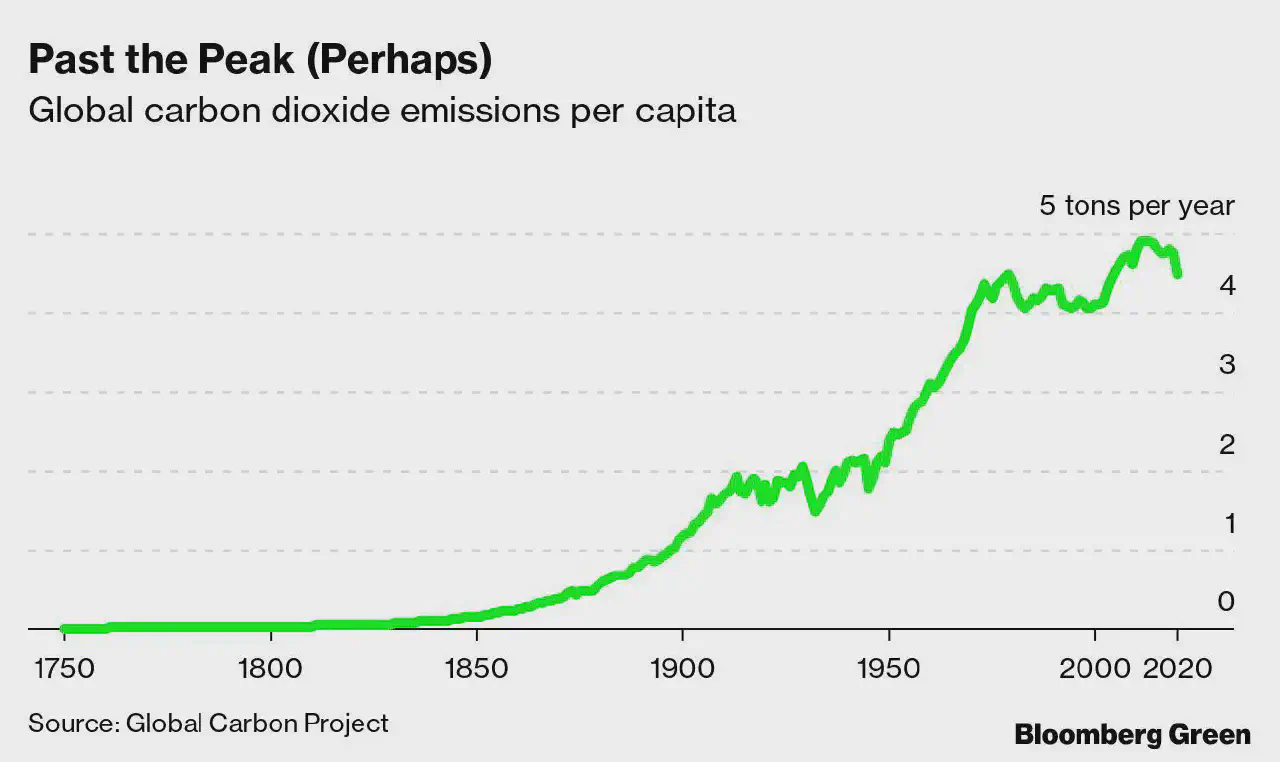 Past the Peak (Perhaps)
Global carbon dioxide emissions per capita
5 tons per year
4
3
2
1
0
1750 1800 1850 1900 1950 2000 2020
Source: Global Carbon Project
Bloomberg Green